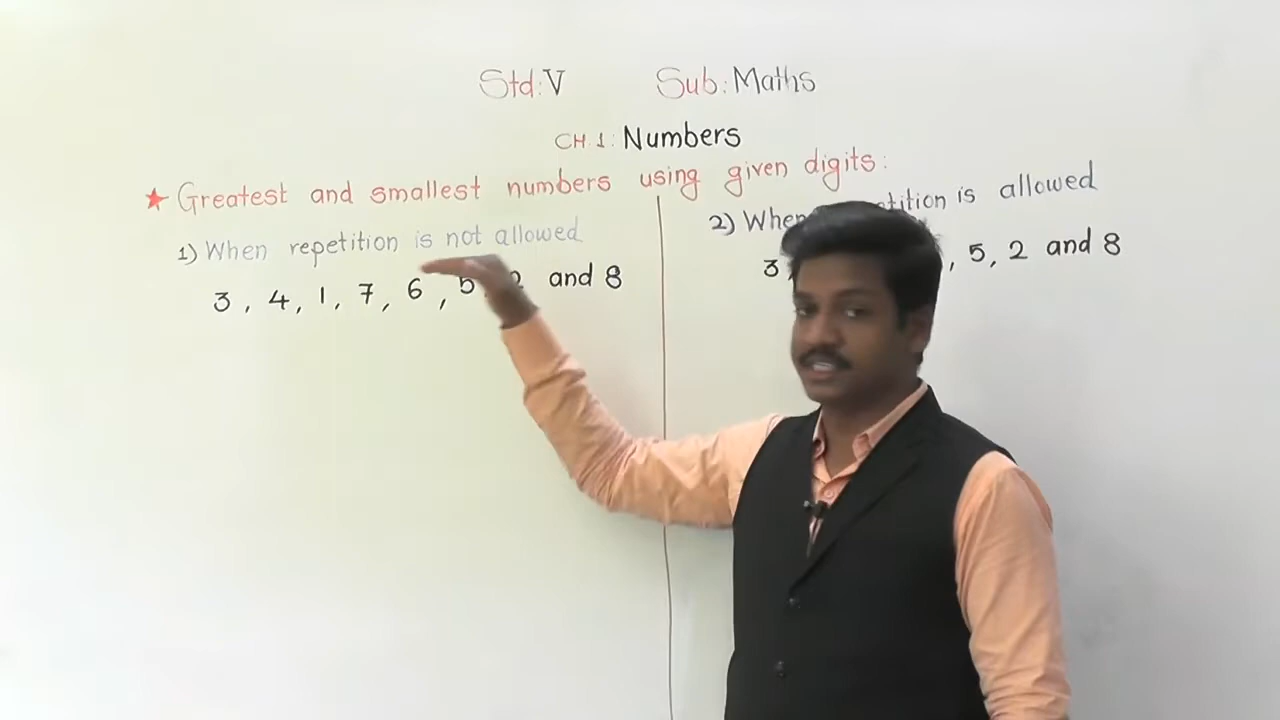 Std: V Sub: Maths
CH. 1: Numbers
★ Greatest and smallest numbers using given digits:
1) When repetition is not allowed
3, 4, 1, 7, 6, 5, 2 and 8
2) When is allowed
3, , 5, 2 and 8